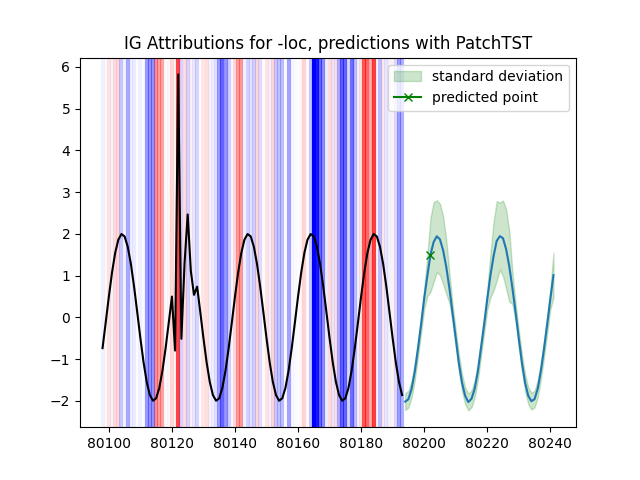 IG Attributions for -loc, predictions with PatchTST
standard deviation
predicted point
6
5
4
3
2
1
0
−1
−2
80100 80120 80140 80160 80180 80200 80220 80240